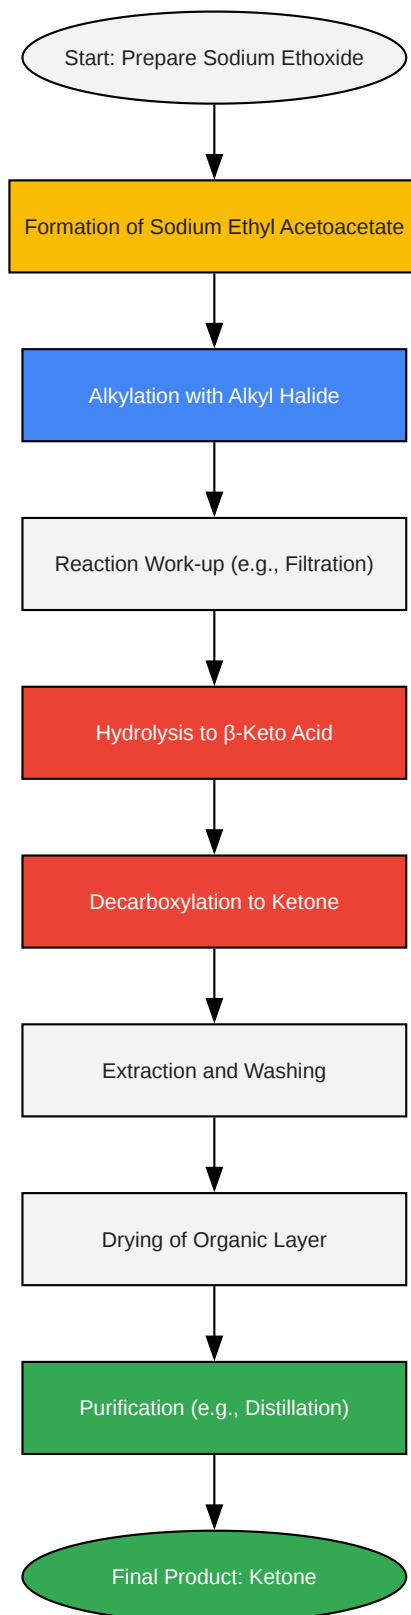 Start: Prepare Sodium Ethoxide
Formation of Sodium Ethyl Acetoacetate
Alkylation with Alkyl Halide
Reaction Work-up (e.g., Filtration)
Hydrolysis to β-Keto Acid
Decarboxylation to Ketone
Extraction and Washing
Drying of Organic Layer
Purification (e.g., Distillation)
Final Product: Ketone